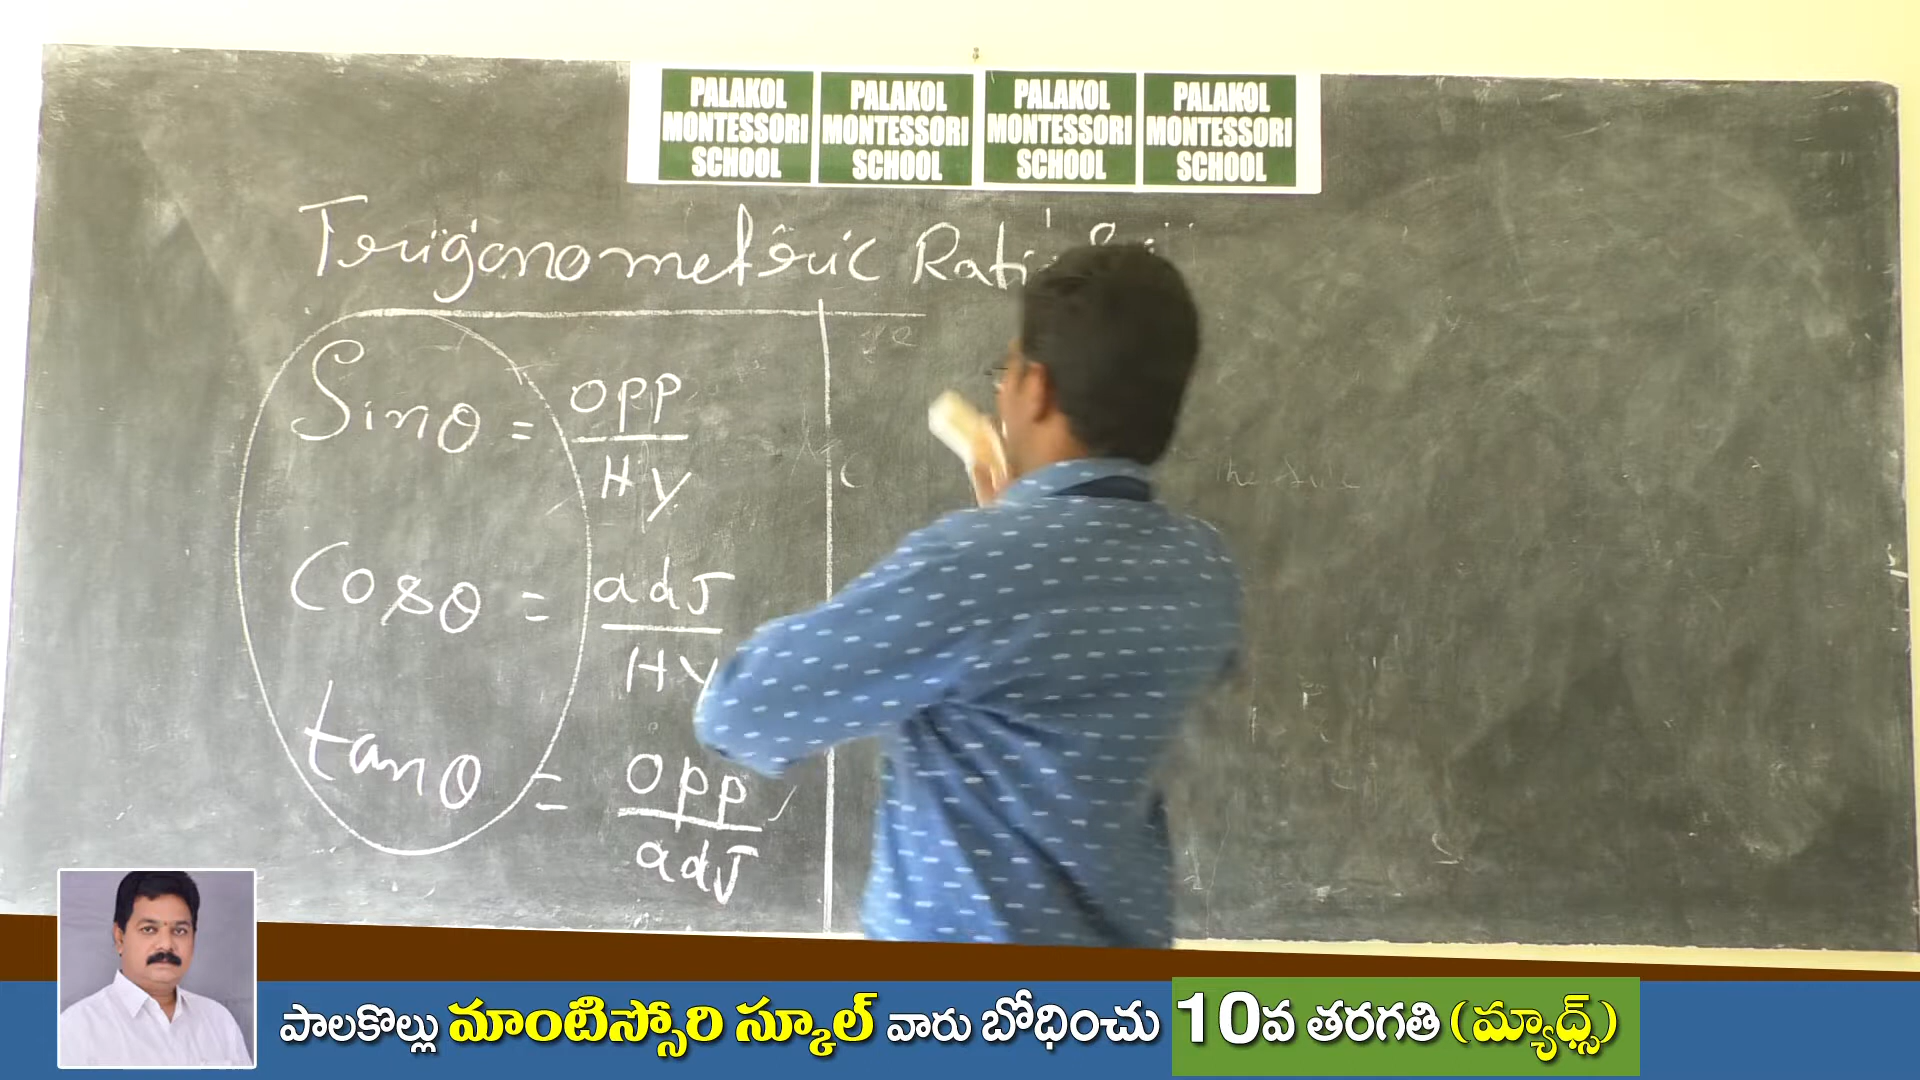 PALAKOL MONTESSORI SCHOOL
PALAKOL MONTESSORI SCHOOL
PALAKOL MONTESSORI SCHOOL
PALAKOL MONTESSORI SCHOOL
Trigonometric
Sinθ = opp / Hy
Cosθ = adJ / Hy
tanθ = opp / adJ
పాలకొల్లు మాంటిస్సోరి స్కూల్ వారు బోధించు 10వ తరగతి (మ్యాథ్స్)